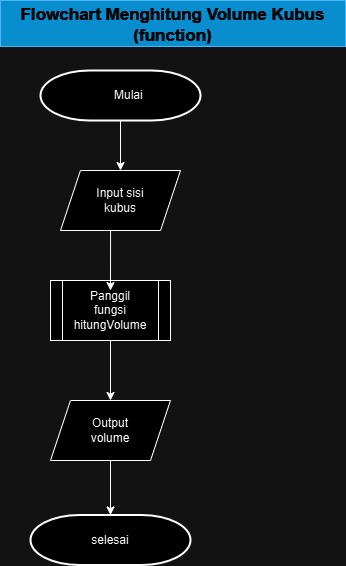 Flowchart Menghitung Volume Kubus
(function)
Mulai
Input sisi
kubus
Panggil
fungsi
hitungVolume
Output
volume
selesai